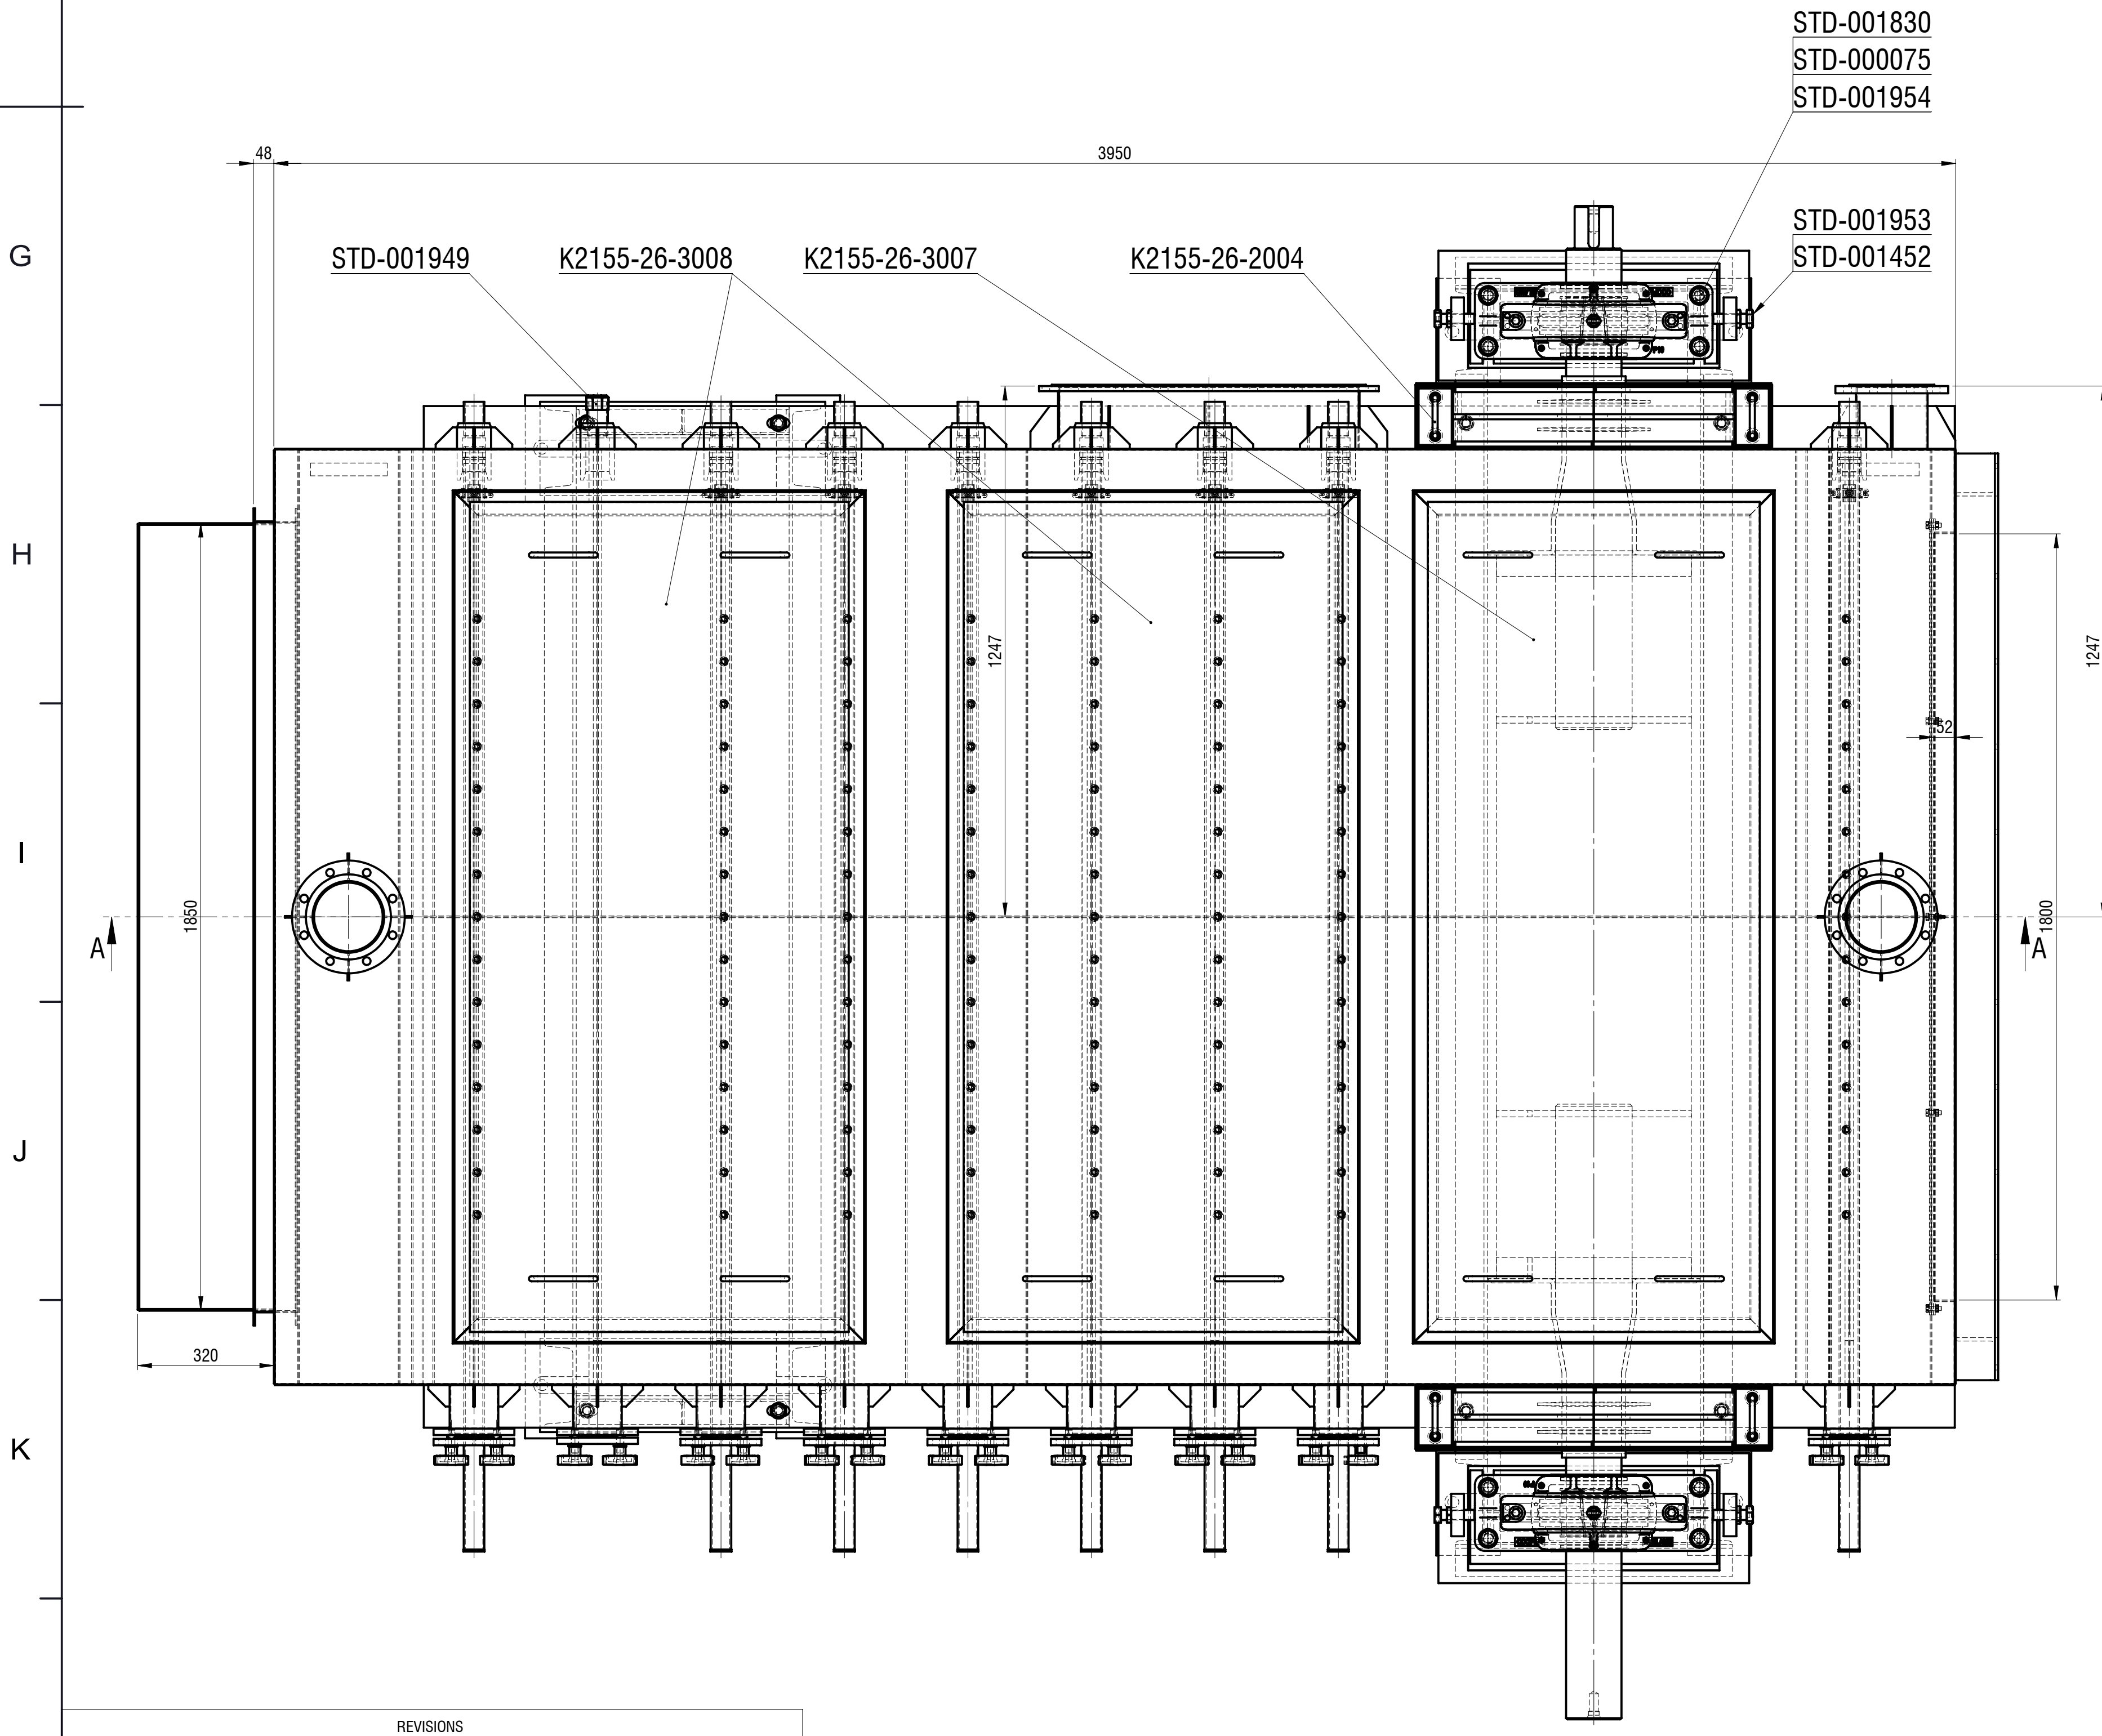 STD-001830
STD-000075
STD-001954
48
3950
STD-001953
STD-001452
G
STD-001949
K2155-26-3008
K2155-26-3007
K2155-26-2004
H
1247
1247
52
I
1850
1800
A
A
J
320
K
REVISIONS